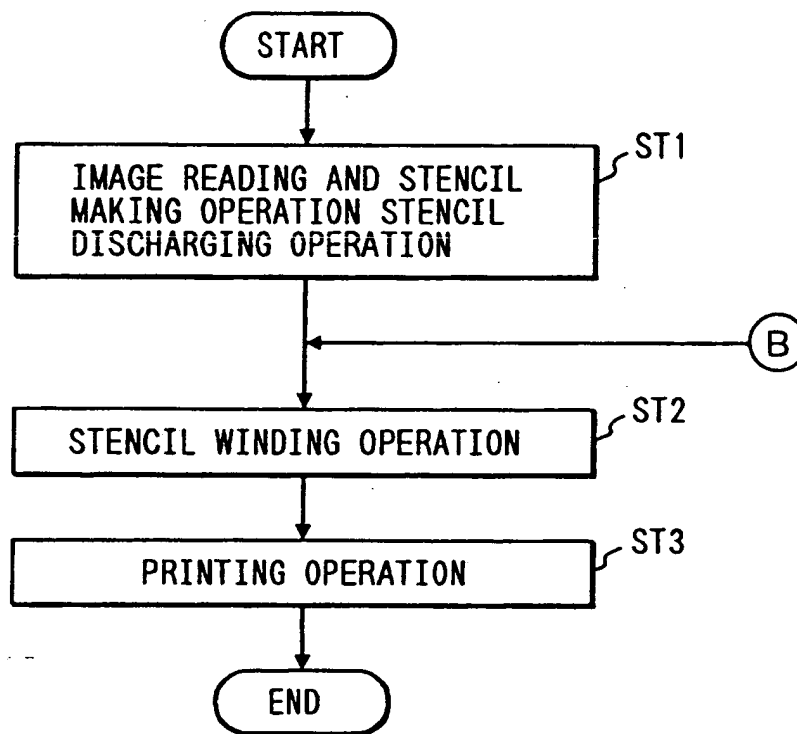 START
ST1
IMAGE READING AND STENCIL
MAKING OPERATION STENCIL
DISCHARGING OPERATION
B
ST2
STENCIL WINDING OPERATION
ST3
PRINTING OPERATION
END